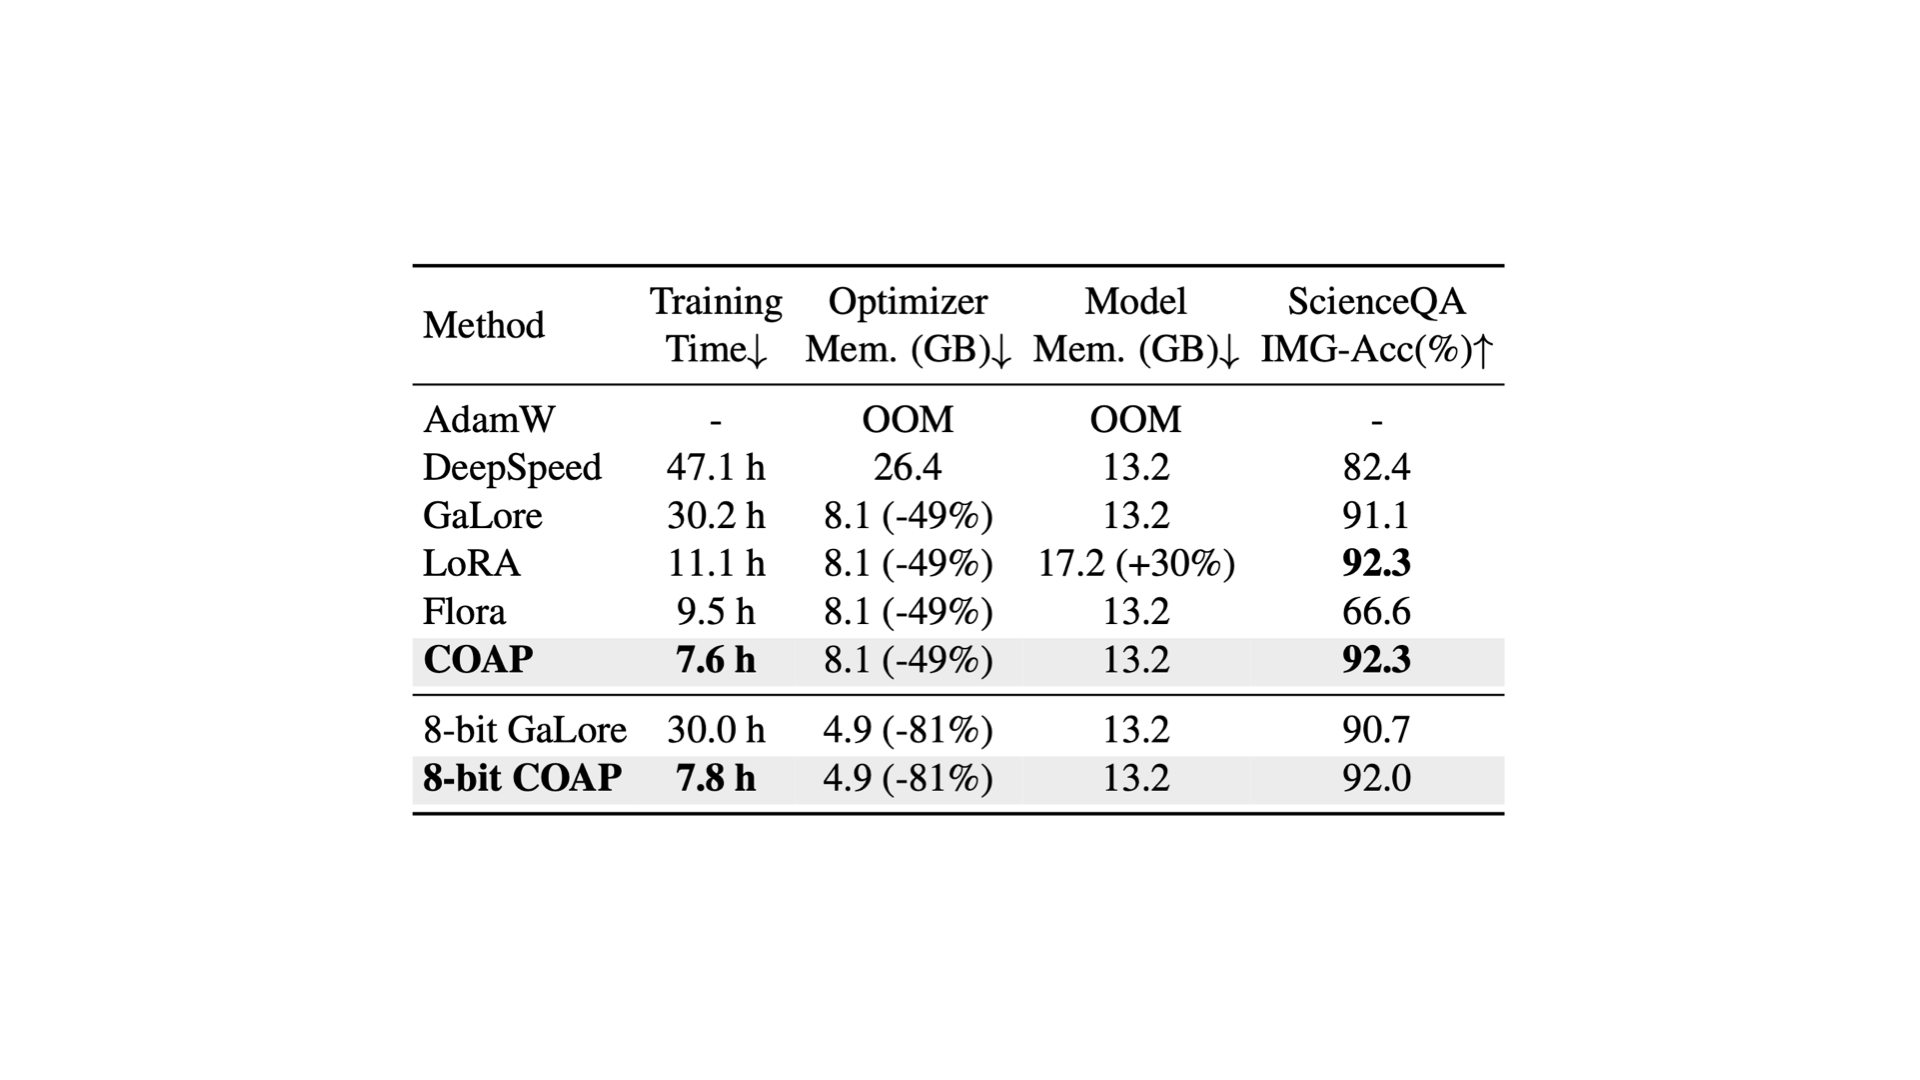 Method Training Time↓ Optimizer Mem. (GB)↓ Model Mem. (GB)↓ ScienceQA IMG-Acc(%)↑
AdamW - OOM OOM -
DeepSpeed 47.1 h 26.4 13.2 82.4
GaLore 30.2 h 8.1 (-49%) 13.2 91.1
LoRA 11.1 h 8.1 (-49%) 17.2 (+30%) 92.3
Flora 9.5 h 8.1 (-49%) 13.2 66.6
COAP 7.6 h 8.1 (-49%) 13.2 92.3
8-bit GaLore 30.0 h 4.9 (-81%) 13.2 90.7
8-bit COAP 7.8 h 4.9 (-81%) 13.2 92.0